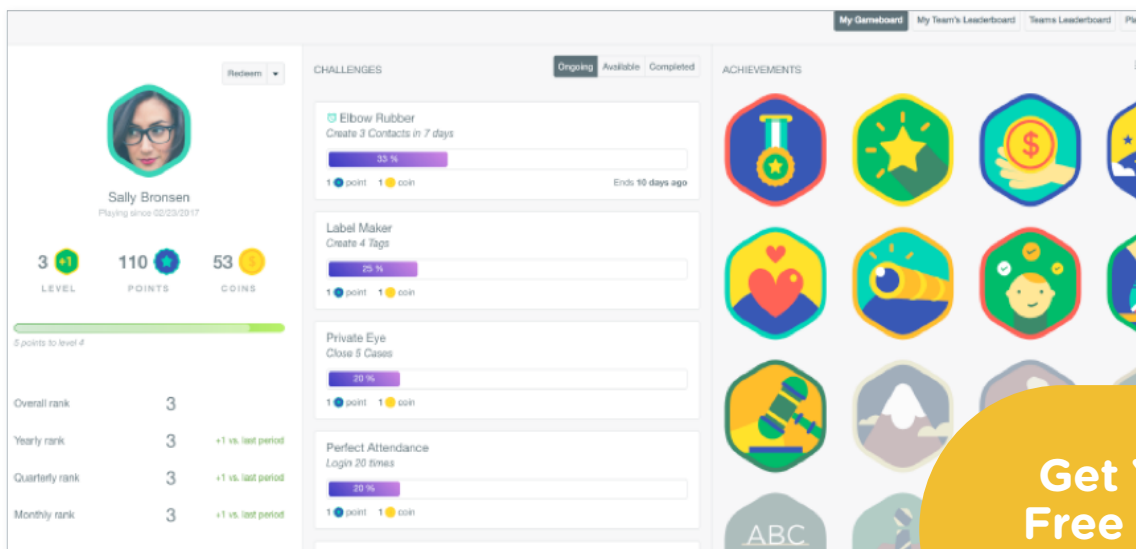 My Gameboard My Team's Leaderboard Teams Leaderboard
Redeem
Sally Bronsen
Playing since 02/23/2017
3 +1 110 53 $
LEVEL POINTS COINS
5 points to level 4
Overall rank 3
Yearly rank 3 +1 vs. last period
Quarterly rank 3 +1 vs. last period
Monthly rank 3 +1 vs. last period
CHALLENGES Ongoing Available Completed
Elbow Rubber
Create 3 Contacts in 7 days
33 %
1 point 1 coin Ends 10 days ago
Label Maker
Create 4 Tags
25 %
1 point 1 coin
Private Eye
Close 5 Cases
20 %
1 point 1 coin
Perfect Attendance
Login 20 times
20 %
1 point 1 coin
ACHIEVEMENTS
$
ABC
Get
Free